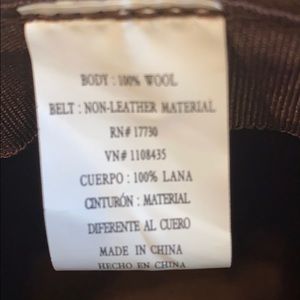 BODY : 100% WOOL
BELT : NON-LEATHER MATERIAL
RN# 17730
VN# 1108435
CUERPO : 100% LANA
CINTURÓN : MATERIAL
DIFERENTE AL CUERO
MADE IN CHINA
HECHO EN CHINA